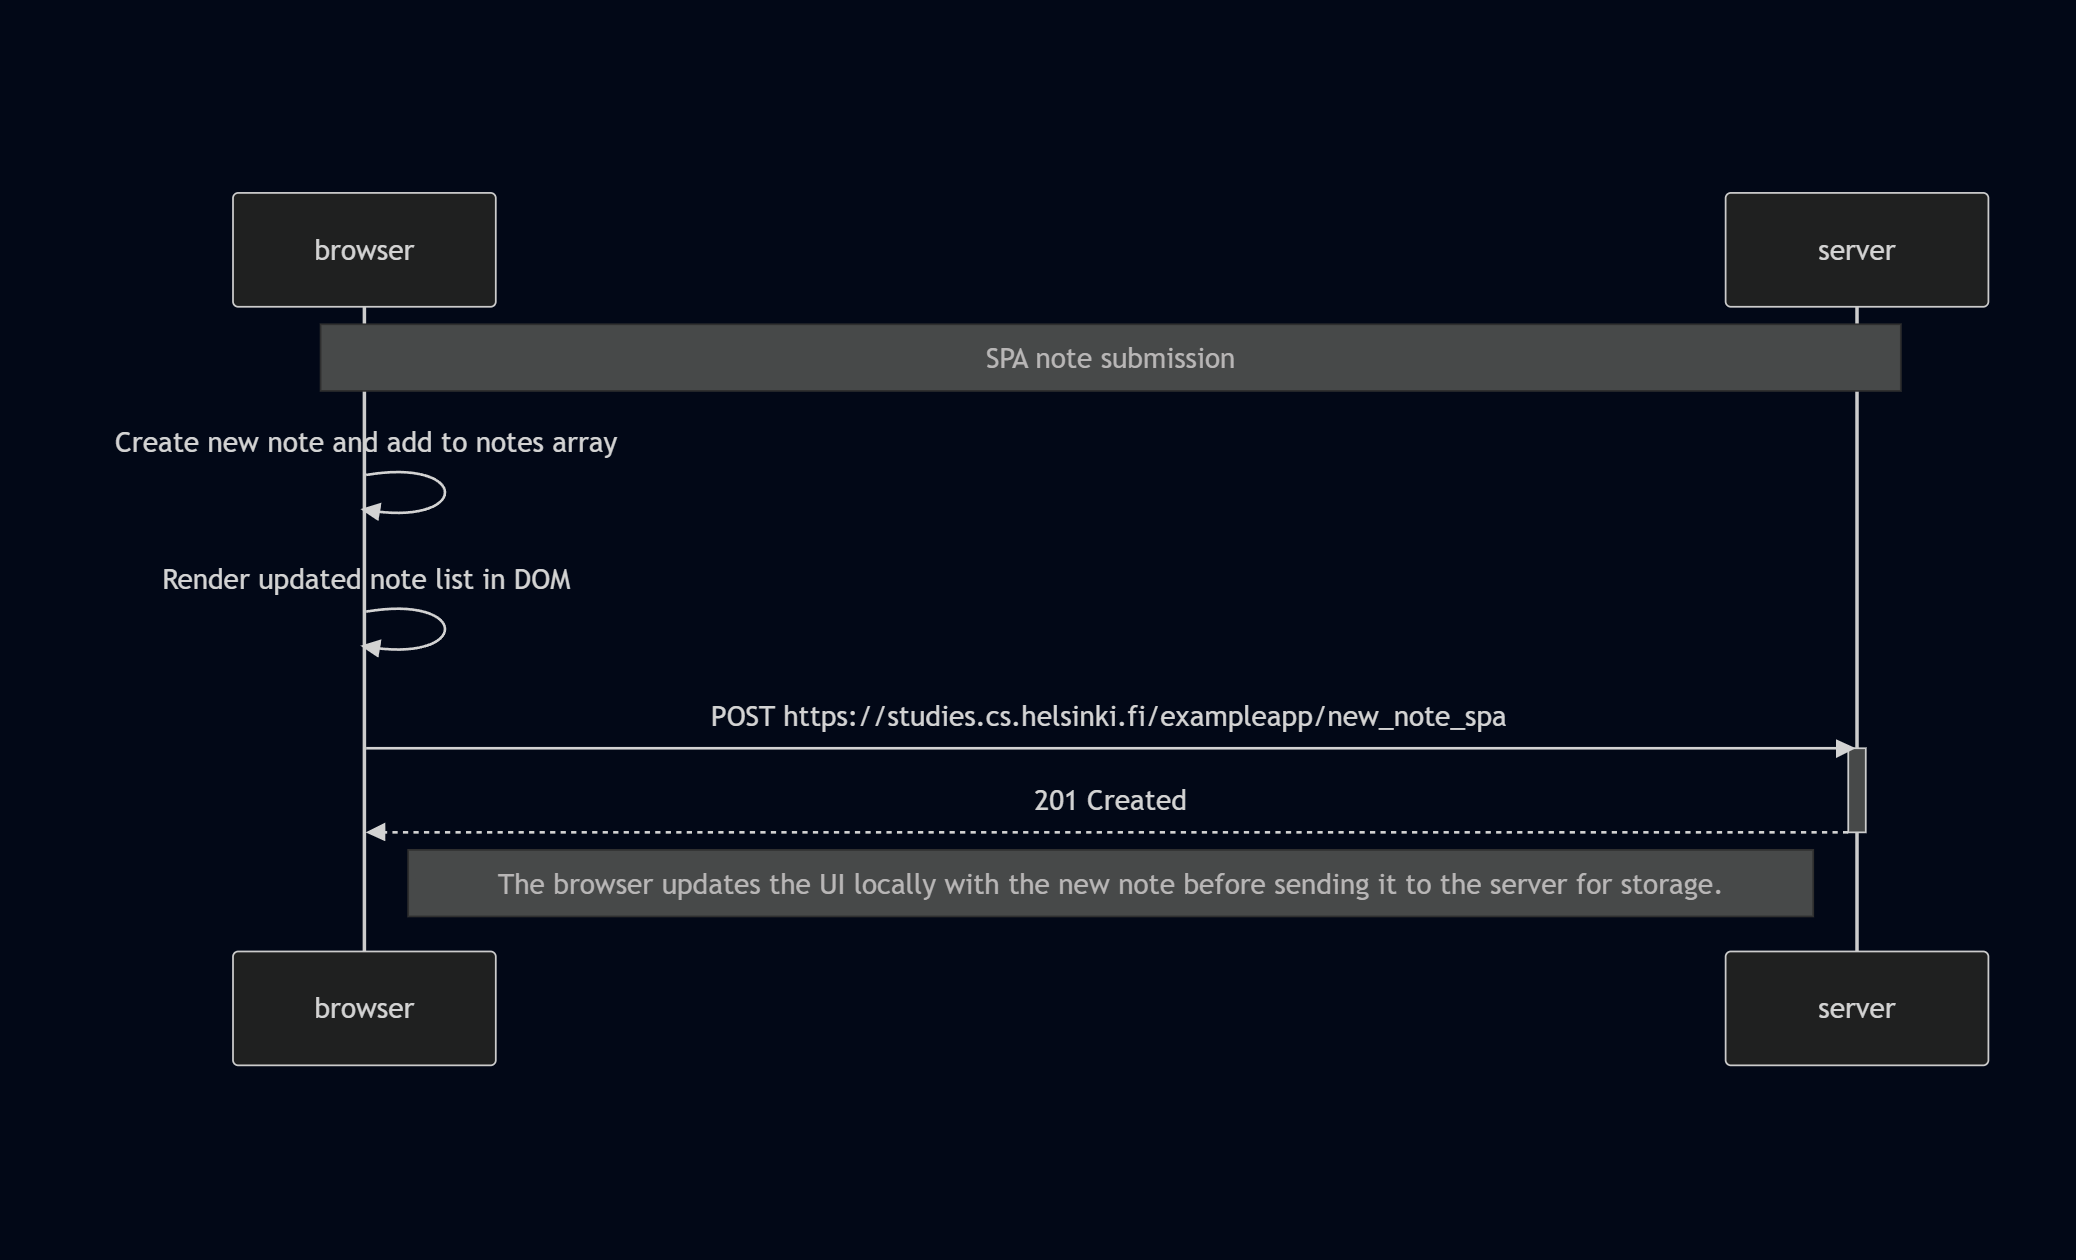 browser
server
SPA note submission
Create new note and add to notes array
Render updated note list in DOM
POST https://studies.cs.helsinki.fi/exampleapp/new_note_spa
201 Created
The browser updates the UI locally with the new note before sending it to the server for storage.
browser
server